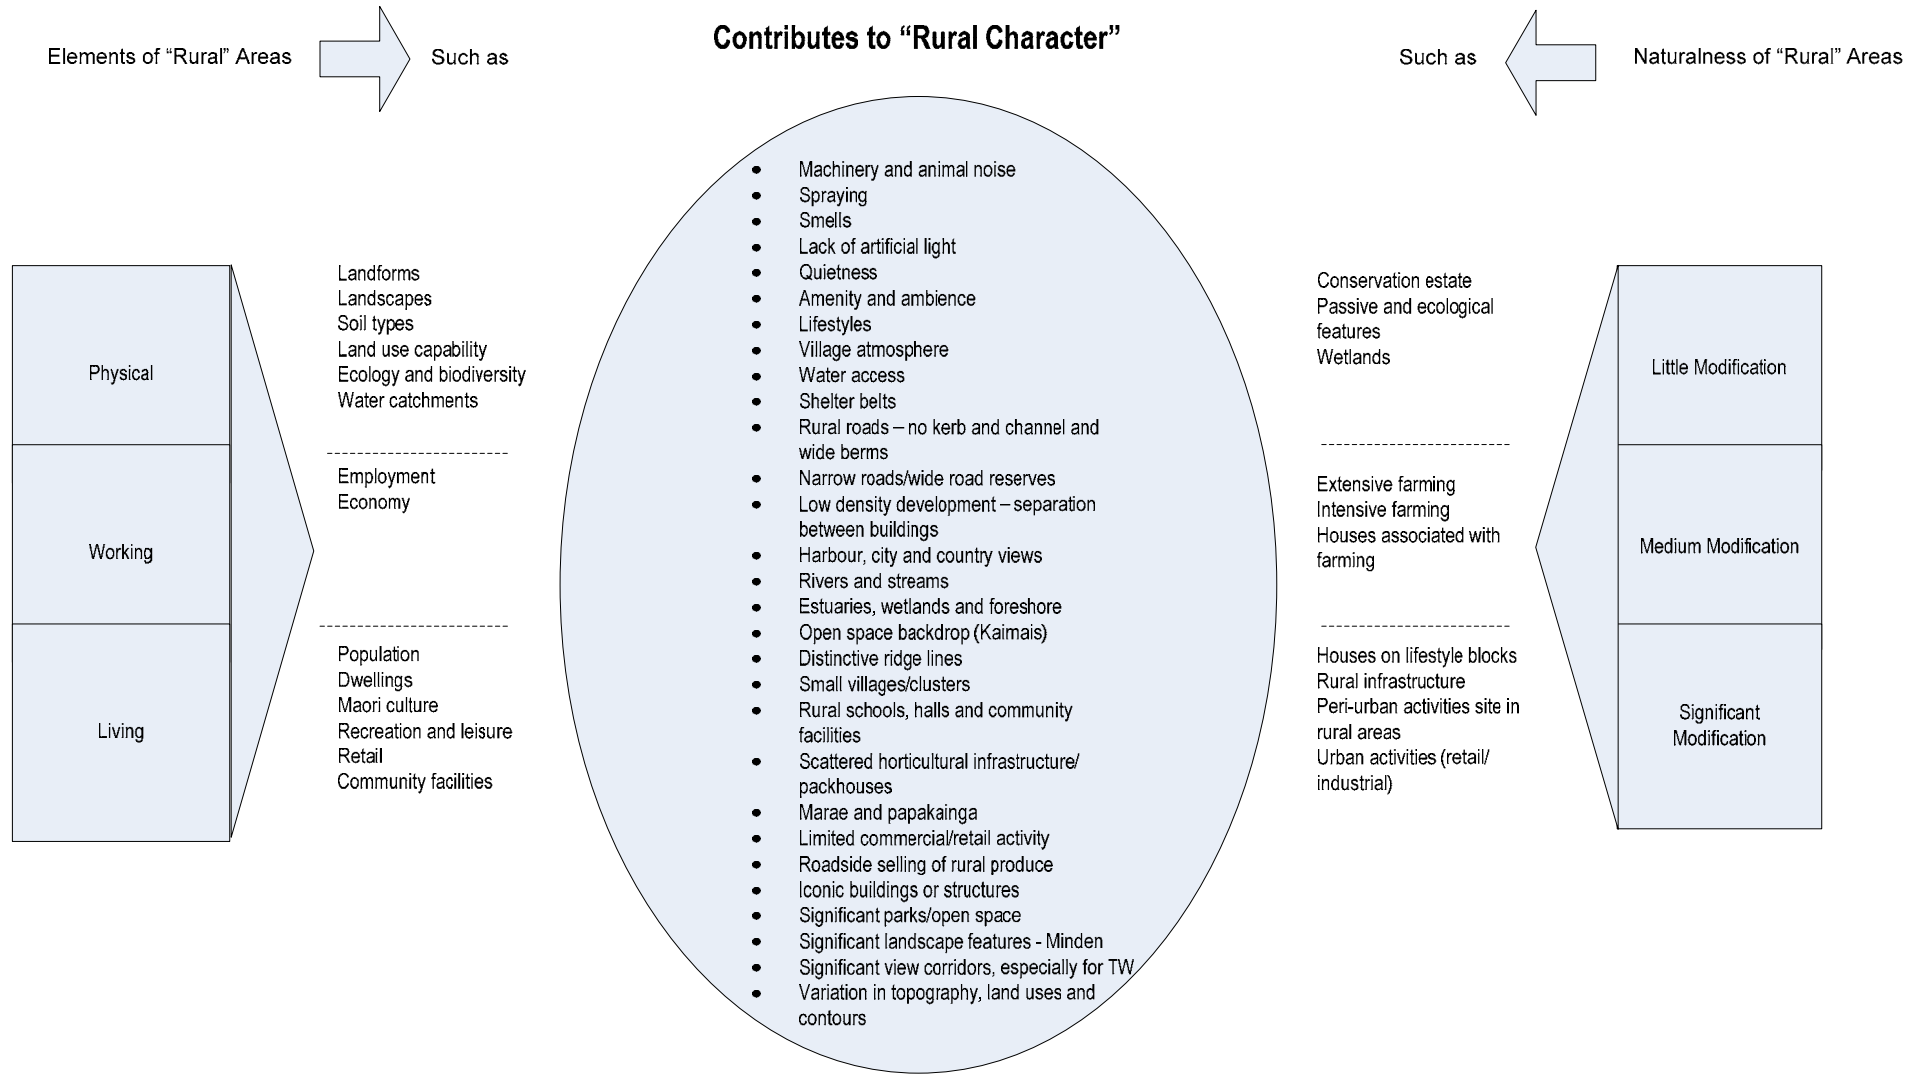 Contributes to “Rural Character”
Elements of “Rural” Areas
Such as
Such as
Naturalness of “Rural” Areas
Physical
Working
Living
Landforms
Landscapes
Soil types
Land use capability
Ecology and biodiversity
Water catchments
Employment
Economy
Population
Dwellings
Maori culture
Recreation and leisure
Retail
Community facilities
• Machinery and animal noise
• Spraying
• Smells
• Lack of artificial light
• Quietness
• Amenity and ambience
• Lifestyles
• Village atmosphere
• Water access
• Shelter belts
• Rural roads – no kerb and channel and
wide berms
• Narrow roads/wide road reserves
• Low density development – separation
between buildings
• Harbour, city and country views
• Rivers and streams
• Estuaries, wetlands and foreshore
• Open space backdrop (Kaimais)
• Distinctive ridge lines
• Small villages/clusters
• Rural schools, halls and community
facilities
• Scattered horticultural infrastructure/
packhouses
• Marae and papakainga
• Limited commercial/retail activity
• Roadside selling of rural produce
• Iconic buildings or structures
• Significant parks/open space
• Significant landscape features - Minden
• Significant view corridors, especially for TW
• Variation in topography, land uses and
contours
Conservation estate
Passive and ecological
features
Wetlands
Extensive farming
Intensive farming
Houses associated with
farming
Houses on lifestyle blocks
Rural infrastructure
Peri-urban activities site in
rural areas
Urban activities (retail/
industrial)
Little Modification
Medium Modification
Significant
Modification